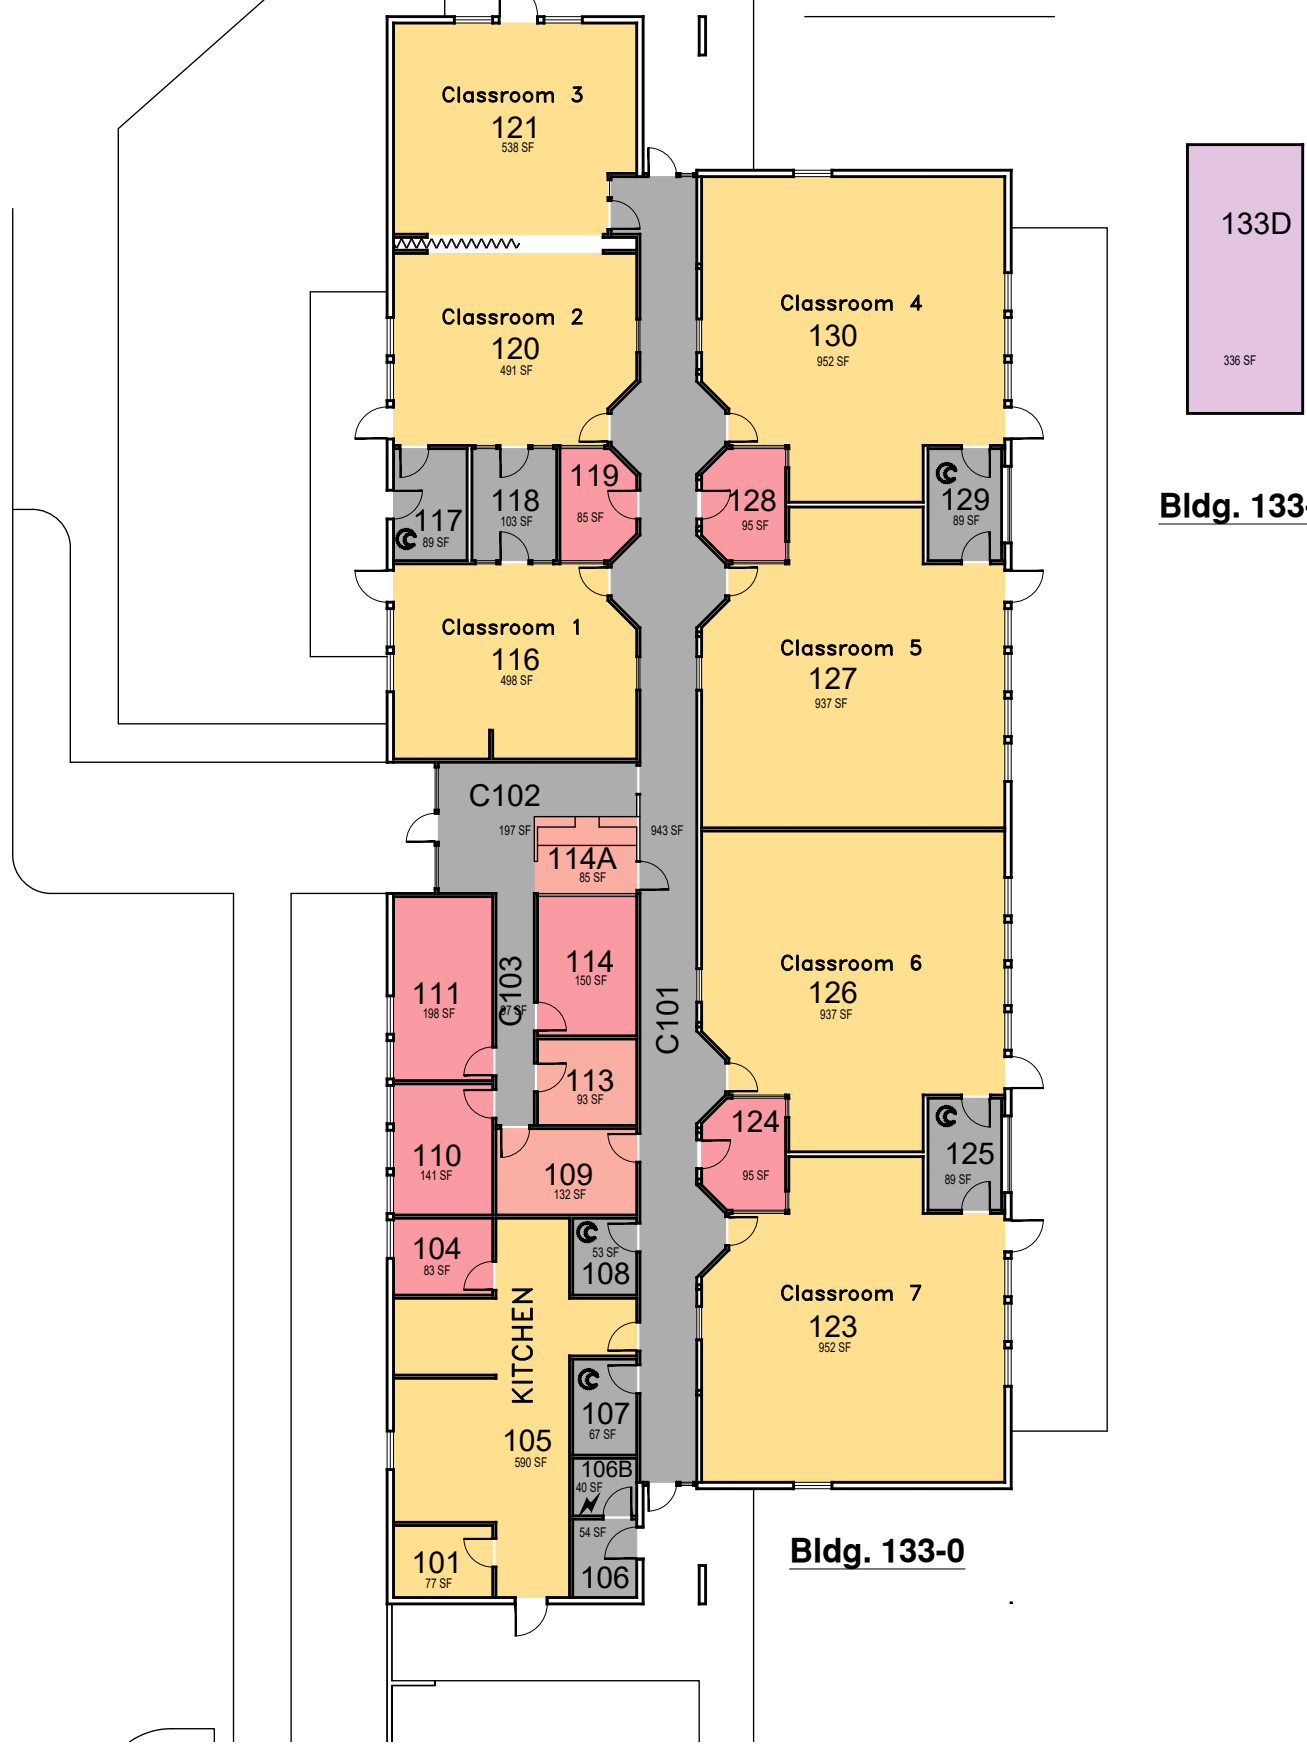 Classroom 3
121
538 SF
133D
336 SF
Classroom 2
120
491 SF
Classroom 4
130
952 SF
119
85 SF
118
103 SF
117
89 SF
128
95 SF
129
89 SF
Bldg. 133-
Classroom 1
116
498 SF
Classroom 5
127
937 SF
C102
197 SF
943 SF
114A
85 SF
114
150 SF
111
198 SF
C103
97 SF
C101
Classroom 6
126
937 SF
113
93 SF
110
141 SF
109
132 SF
124
95 SF
125
89 SF
104
83 SF
53 SF
108
KITCHEN
Classroom 7
123
952 SF
107
67 SF
105
590 SF
106B
40 SF
54 SF
106
101
77 SF
Bldg. 133-0